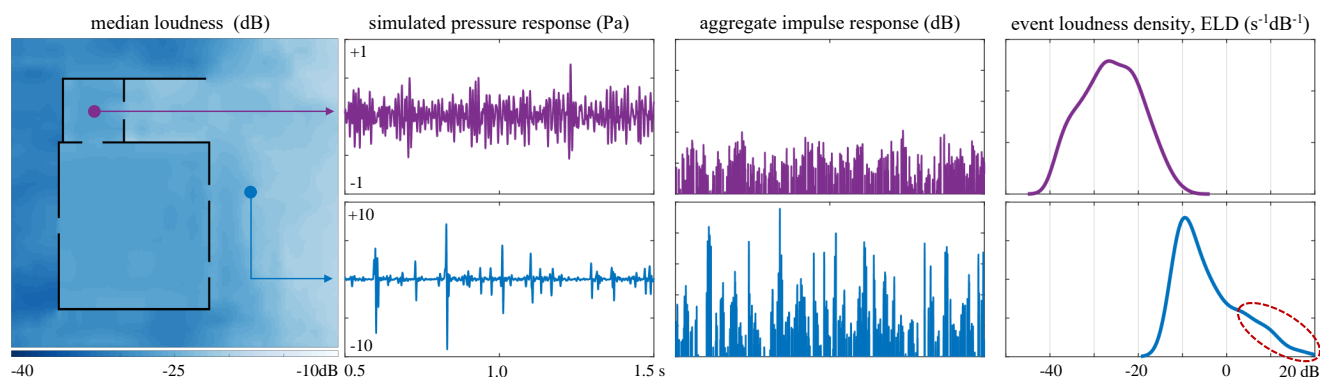 median loudness (dB)
simulated pressure response (Pa)
aggregate impulse response (dB)
event loudness density, ELD (s⁻¹dB⁻¹)
+1
-1
+10
-10
-40 -25 -10dB
0.5 1.0 1.5 s
-40 -20 0 20 dB